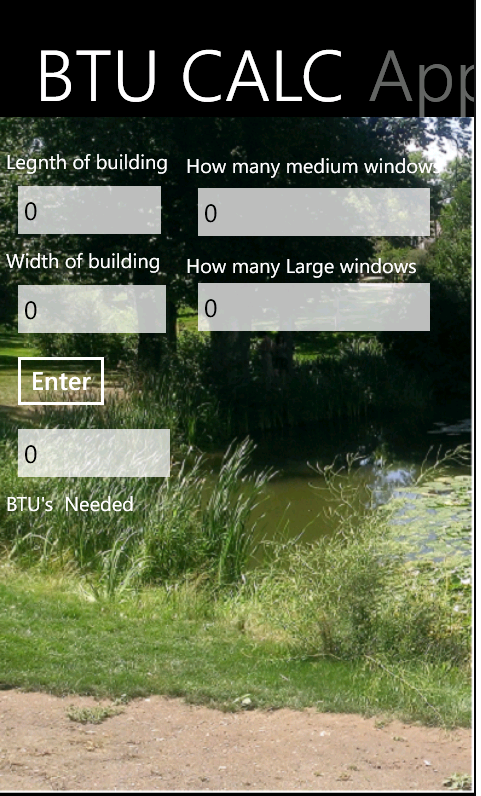 BTU CALC App
Legnth of building
How many medium windows
0
0
Width of building
How many Large windows
0
0
Enter
0
BTU's  Needed